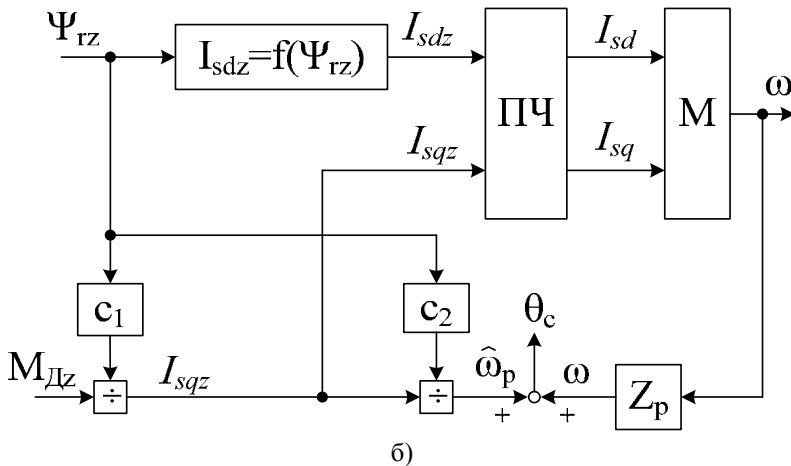 Ψrz
Isdz=f(Ψrz)
Isdz
ПЧ
Isd
М
ω
Isqz
Isq
c1
c2
θc
MДz
÷
Isqz
÷
ω̂p
+
ω
+
Zp
б)